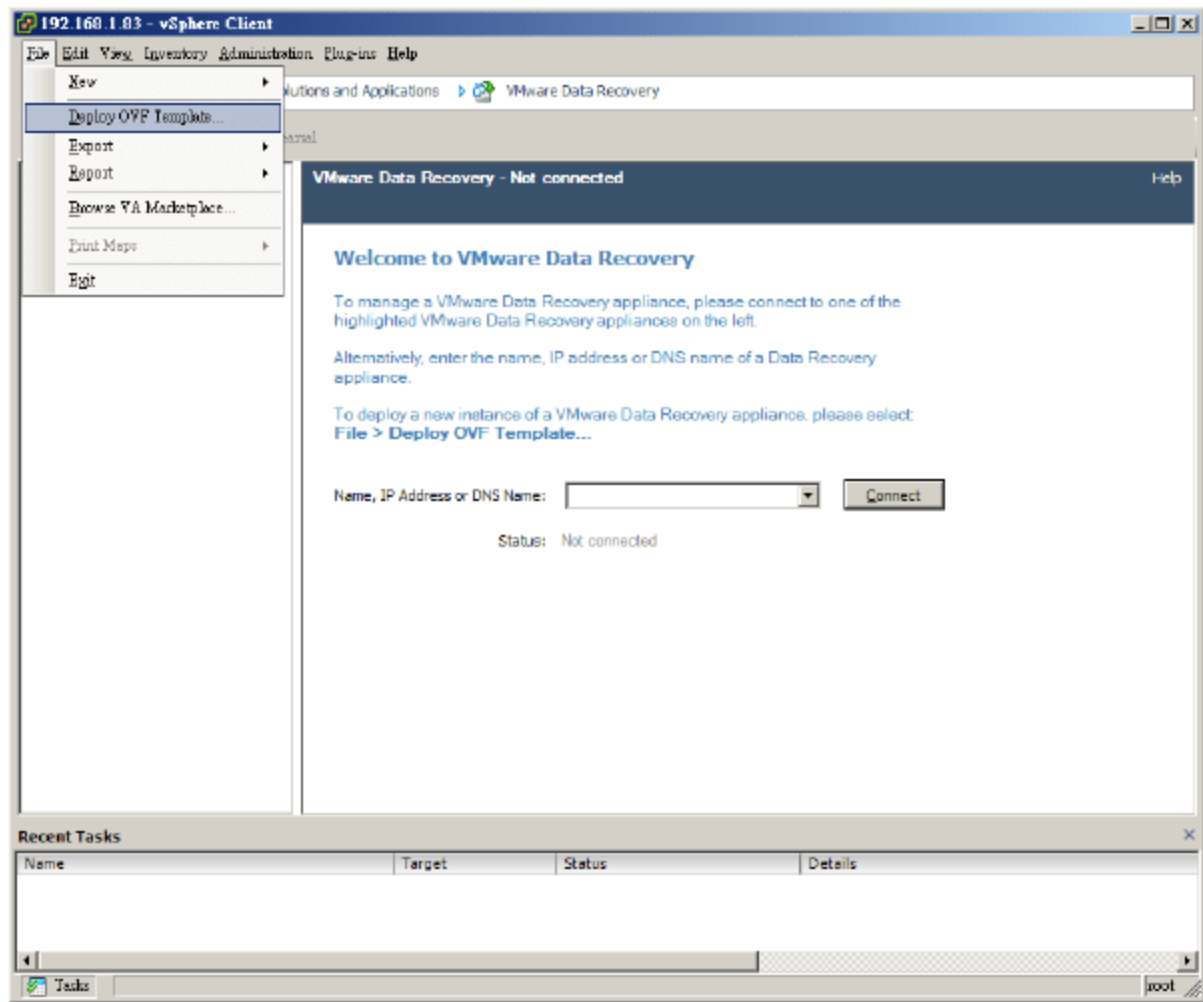 192.168.1.83 - vSphere Client
File Edit View Inventory Administration Plug-ins Help
New
utions and Applications VMware Data Recovery
Deploy OVF Template...
Export
Report
Browse VA Marketplace...
Print Maps
Exit
VMware Data Recovery - Not connected Help
Welcome to VMware Data Recovery
To manage a VMware Data Recovery appliance, please connect to one of the
highlighted VMware Data Recovery appliances on the left.
Alternatively, enter the name, IP address or DNS name of a Data Recovery
appliance.
To deploy a new instance of a VMware Data Recovery appliance, please select:
File > Deploy OVF Template...
Name, IP Address or DNS Name: Connect
Status: Not connected
Recent Tasks
Name Target Status Details
Tasks root